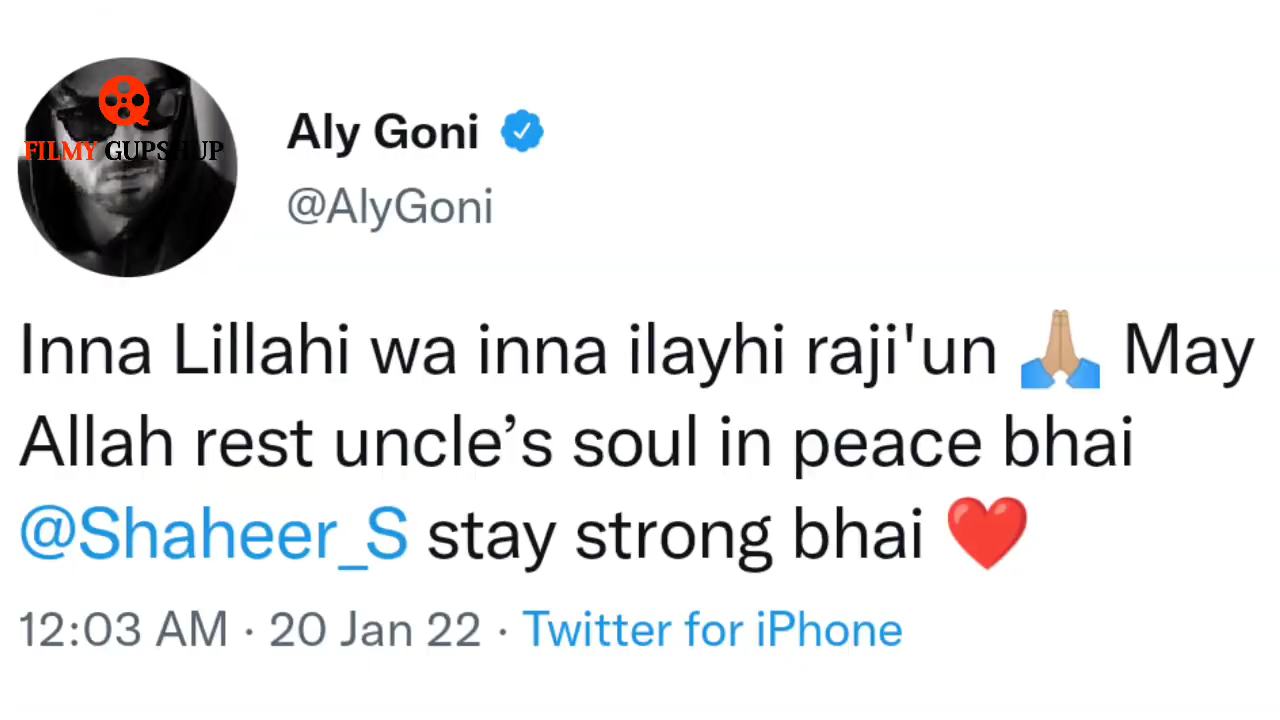 FILMY GUPSHUP
Aly Goni
@AlyGoni
Inna Lillahi wa inna ilayhi raji'un 🙏🏼 May
Allah rest uncle’s soul in peace bhai
@Shaheer_S stay strong bhai ❤️
12:03 AM · 20 Jan 22 · Twitter for iPhone